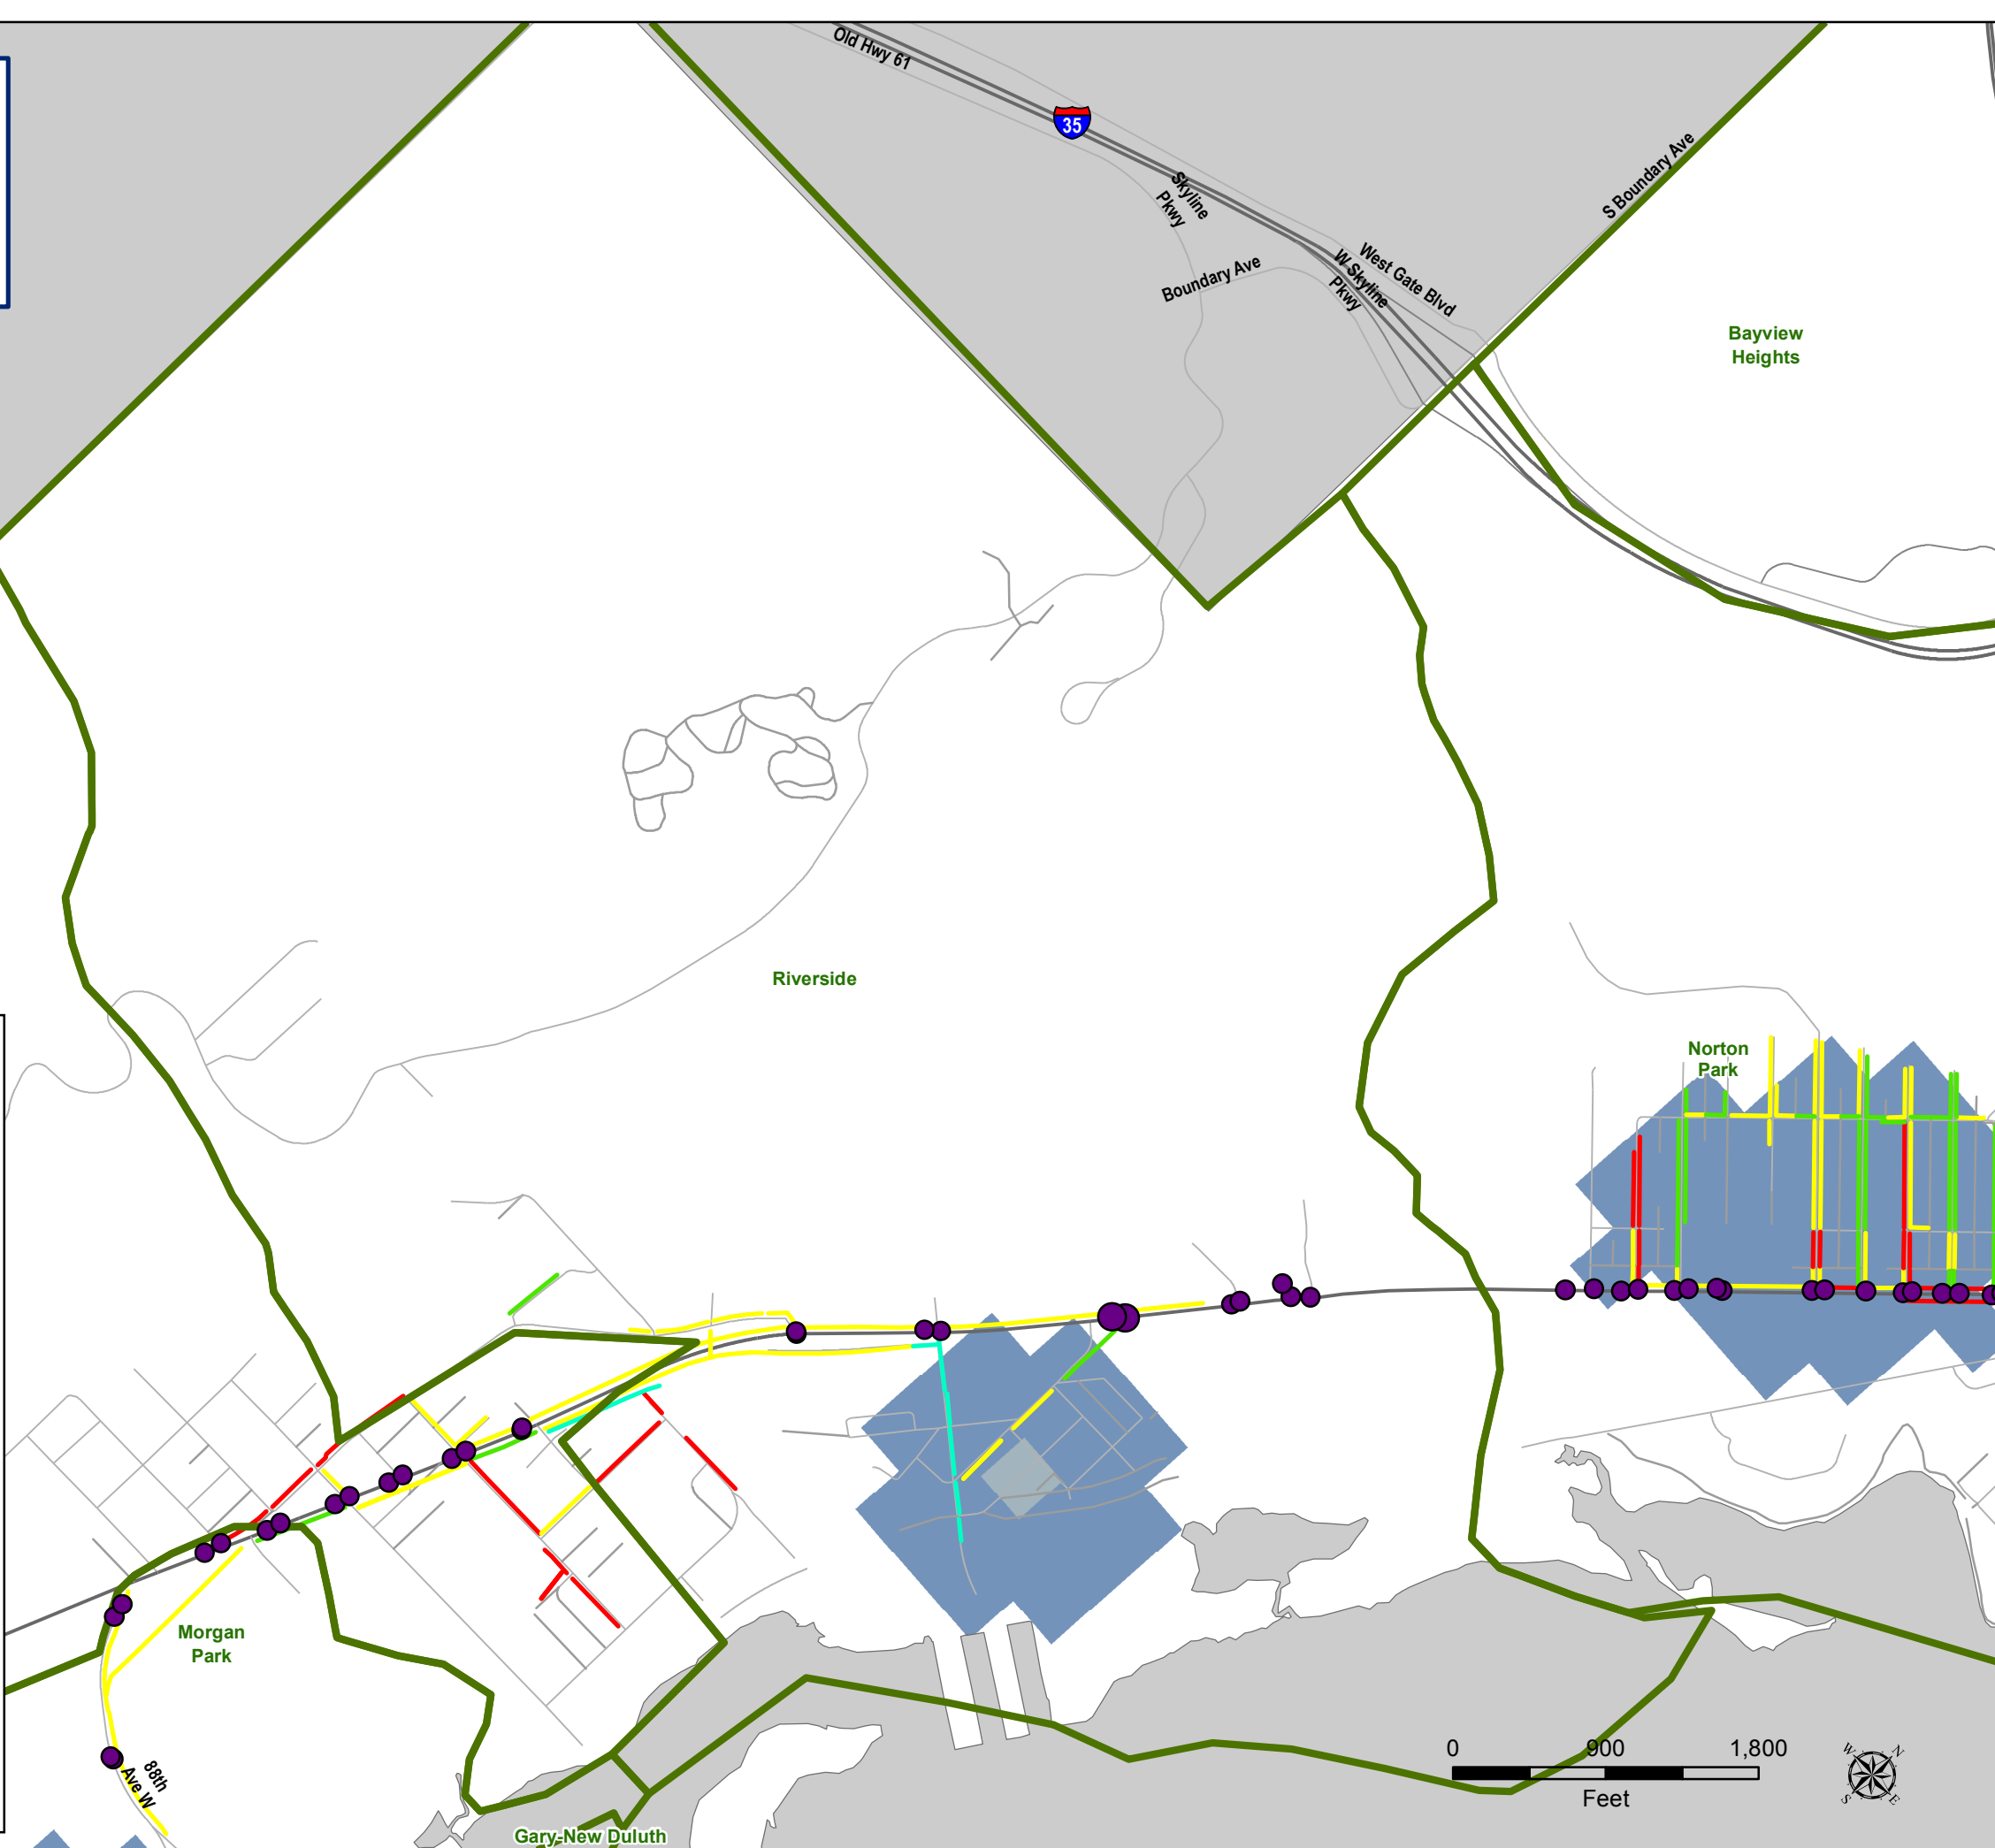 Old Hwy 61
35
Skyline
Pkwy
S Boundary Ave
Boundary Ave
West Gate Blvd
W Skyline
Pkwy
Bayview
Heights
Riverside
Norton
Park
Morgan
Park
88th
Ave W
Gary-New Duluth
0 900 1,800
Feet
W N
S E